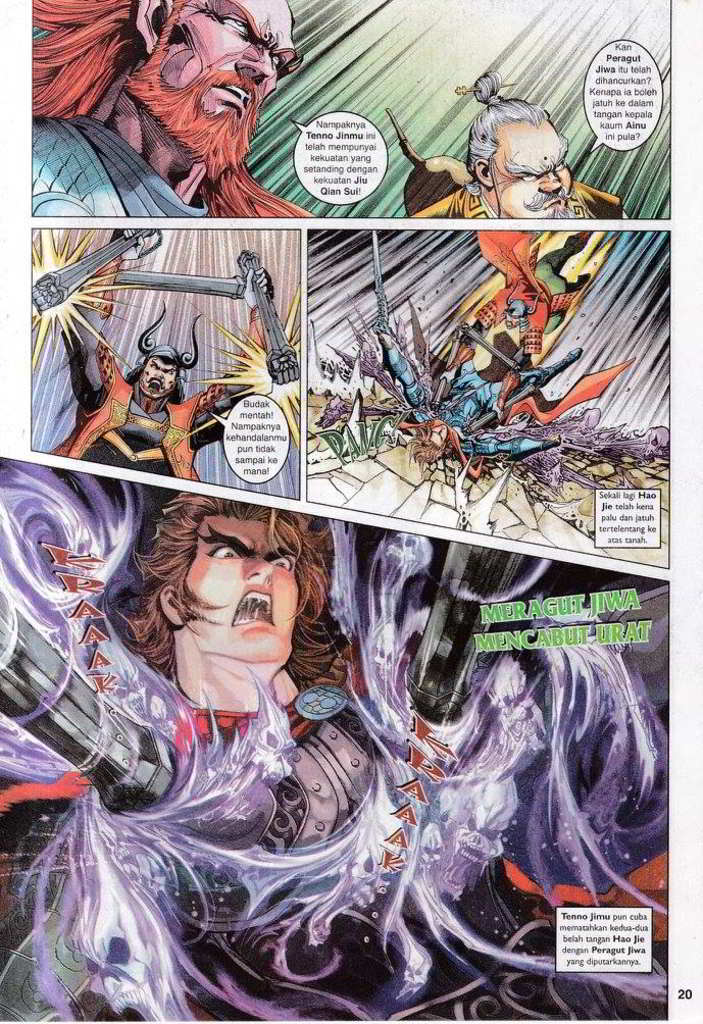 Nampaknya
Tenno Jinmu ini
telah mempunyai
kekuatan yang
setanding dengan
kekuatan Jiu
Qian Sui!
Kan
Peragut
Jiwa itu telah
dihancurkan?
Kenapa ia boleh
jatuh ke dalam
tangan kepala
kaum Ainu
ini pula?
Budak
mentah!
Nampaknya
kehandalanmu
pun tidak
sampai ke
mana!
PANG
Sekali lagi Hao
Jie telah kena
palu dan jatuh
tertelentang ke
atas tanah.
KRAAAK
MERAGUT JIWA
MENCABUT URAT
KRAAAK
Tenno Jimu pun cuba
mematahkan kedua-dua
belah tangan Hao Jie
dengan Peragut Jiwa
yang diputarkannya.
20